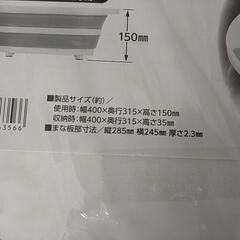 150㎜
■製品サイズ(約)／
使用時：幅400×奥行315×高さ150㎜
収納時：幅400×奥行315×高さ35㎜
■まな板部寸法／縦285㎜ 横245㎜ 厚さ2.3㎜
3566